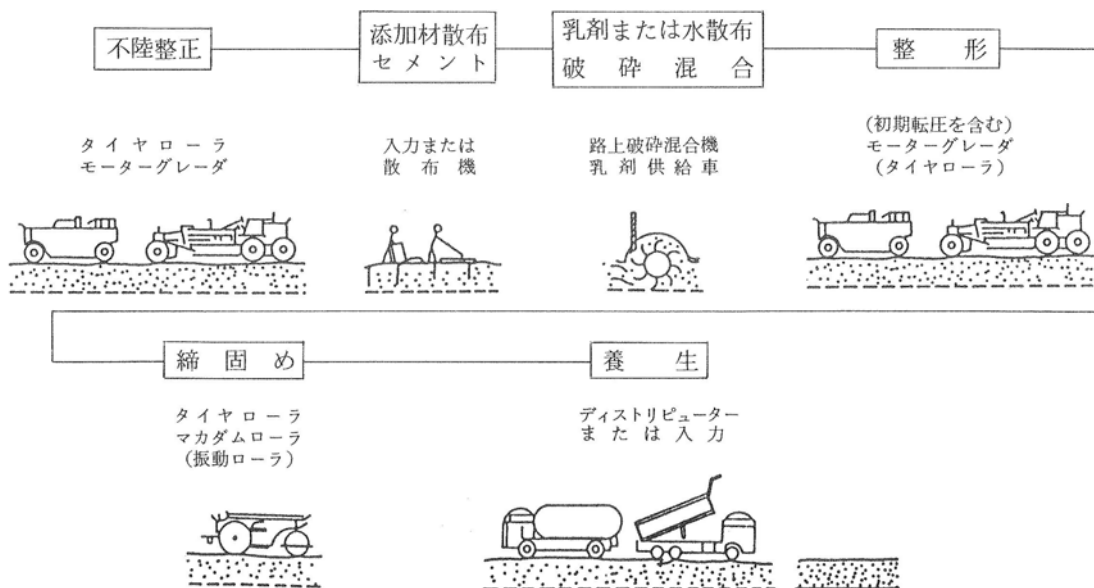 不陸整正
添加材散布
セメント
乳剤または水散布
破砕混合
整形
タイヤローラ
モーターグレーダ
入力または
散布機
路上破砕混合機
乳剤供給車
(初期転圧を含む)
モーターグレーダ
(タイヤローラ)
締固め
養生
タイヤローラ
マカダムローラ
(振動ローラ)
ディストリピューター
または入力